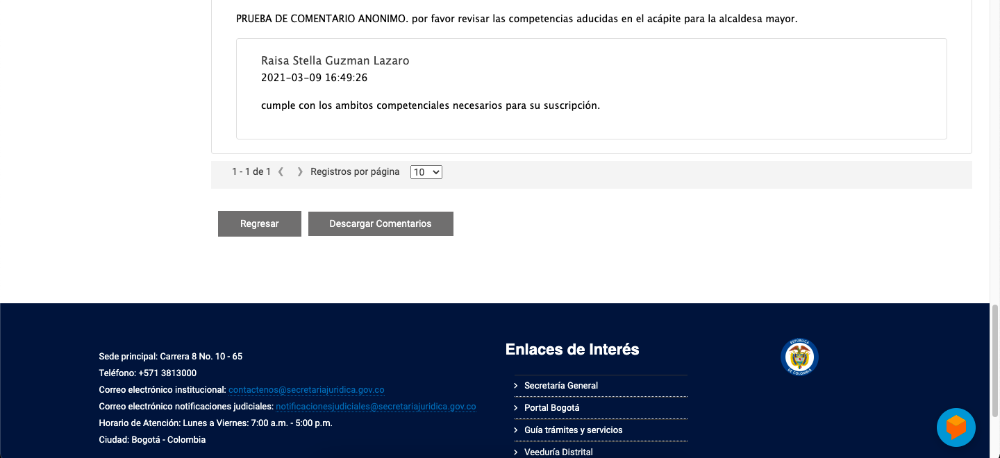 PRUEBA DE COMENTARIO ANONIMO. por favor revisar las competencias aducidas en el acápite para la alcaldesa mayor.
Raisa Stella Guzman Lazaro
2021-03-09 16:49:26
cumple con los ambitos competenciales necesarios para su suscripción.
1 - 1 de 1 ❮ ❯ Registros por página 10
Regresar Descargar Comentarios
Sede principal: Carrera 8 No. 10 - 65
Teléfono: +571 3813000
Correo electrónico institucional: contactenos@secretariajuridica.gov.co
Correo electrónico notificaciones judiciales: notificacionesjudiciales@secretariajuridica.gov.co
Horario de Atención: Lunes a Viernes: 7:00 a.m. - 5:00 p.m.
Ciudad: Bogotá - Colombia
Enlaces de Interés
Secretaría General
Portal Bogotá
Guía trámites y servicios
Veeduría Distrital
REPÚBLICA
DE COLOMBIA